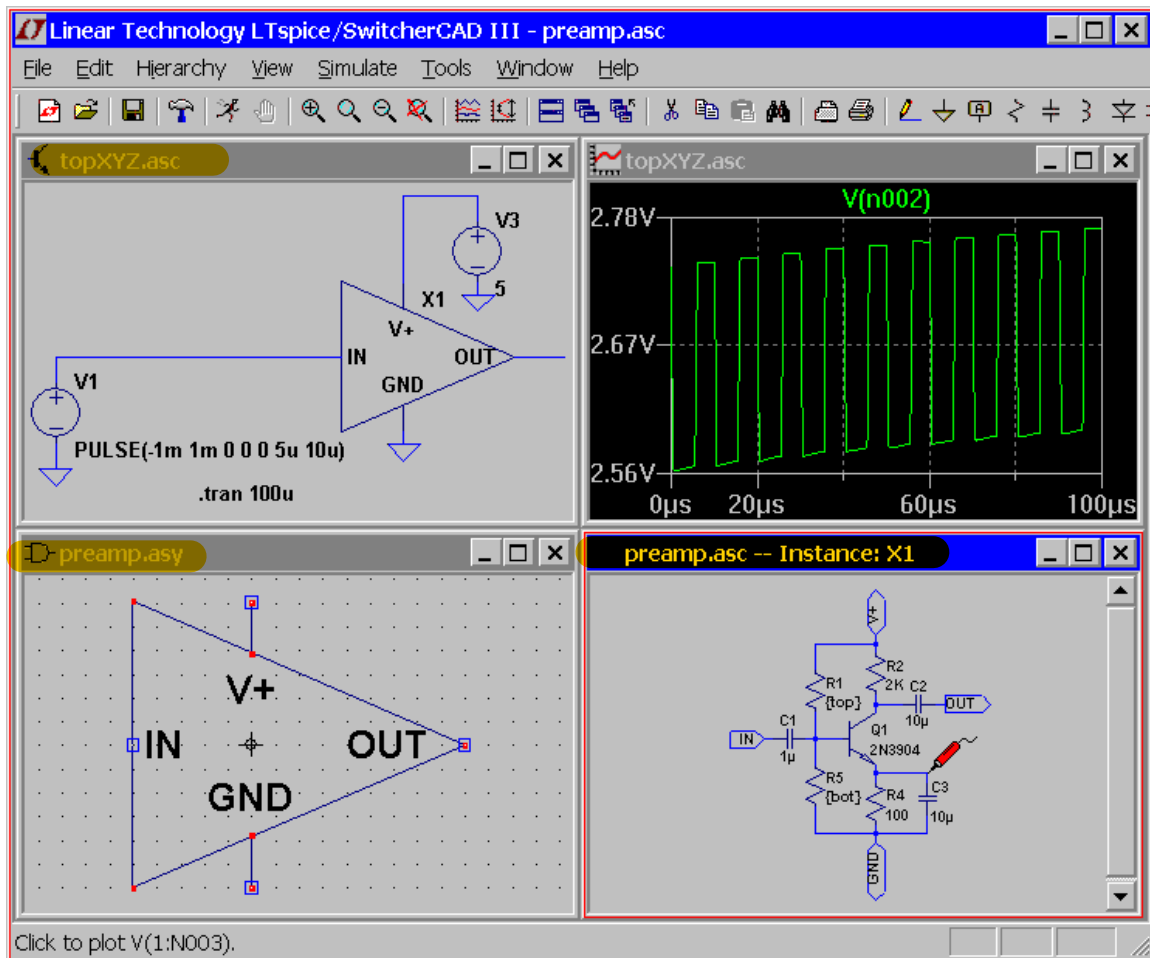 Linear Technology LTspice/SwitcherCAD III - preamp.asc
File Edit Hierarchy View Simulate Tools Window Help
topXYZ.asc
V3
5
X1
V+
IN
OUT
GND
V1
PULSE(-1m 1m 0 0 0 5u 10u)
.tran 100u
topXYZ.asc
V(n002)
2.78V
2.67V
2.56V
0µs 20µs 60µs 100µs
preamp.asy
V+
IN OUT
GND
preamp.asc -- Instance: X1
V+
R1
{top}
R2
2K
C2
10µ
OUT
C1
1µ
IN
Q1
2N3904
R5
{bot}
R4
100
C3
10µ
GND
Click to plot V(1:N003).